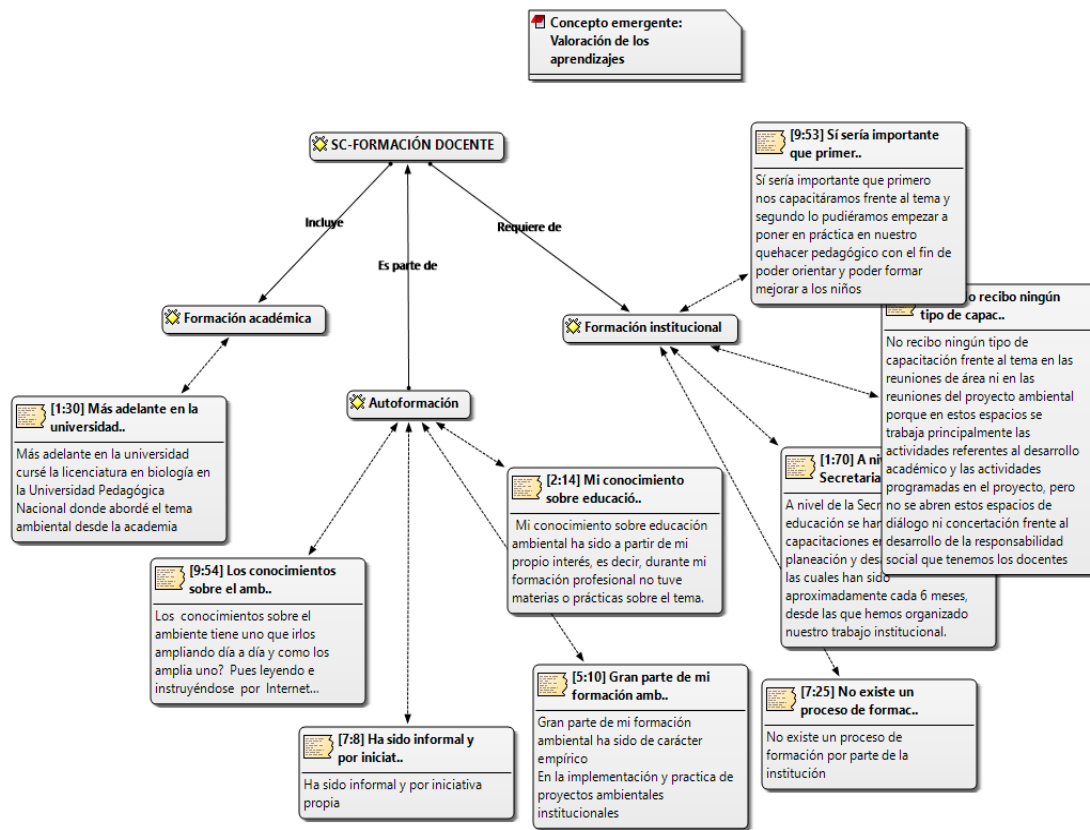 Concepto emergente:
Valoración de los
aprendizajes
SC-FORMACIÓN DOCENTE
Incluye
Es parte de
Requiere de
Formación académica
Autoformación
Formación institucional
[9:53] Sí sería importante
que primer..
Sí sería importante que primero
nos capacitáramos frente al tema y
segundo lo pudiéramos empezar a
poner en práctica en nuestro
quehacer pedagógico con el fin de
poder orientar y poder formar
mejorar a los niños
o recibo ningún
tipo de capac..
No recibo ningún tipo de
capacitación frente al tema en las
reuniones de área ni en las
reuniones del proyecto ambiental
porque en estos espacios se
trabaja principalmente las
actividades referentes al desarrollo
académico y las actividades
programadas en el proyecto, pero
no se abren estos espacios de
diálogo ni concertación frente al
desarrollo de la responsabilidad
social que tenemos los docentes
[1:30] Más adelante en la
universidad..
Más adelante en la universidad
cursé la licenciatura en biología en
la Universidad Pedagógica
Nacional donde abordé el tema
ambiental desde la academia
[9:54] Los conocimientos
sobre el amb..
Los conocimientos sobre el
ambiente tiene uno que irlos
ampliando día a día y como los
amplia uno? Pues leyendo e
instruyéndose por Internet...
[2:14] Mi conocimiento
sobre educació..
Mi conocimiento sobre educación
ambiental ha sido a partir de mi
propio interés, es decir, durante mi
formación profesional no tuve
materias o prácticas sobre el tema.
[1:70] A ni
Secretaria
A nivel de la Secr
educación se han
capacitaciones en
planeación y desa
las cuales han sido
aproximadamente cada 6 meses,
desde las que hemos organizado
nuestro trabajo institucional.
[7:8] Ha sido informal y
por iniciat..
Ha sido informal y por iniciativa
propia
[5:10] Gran parte de mi
formación amb..
Gran parte de mi formación
ambiental ha sido de carácter
empírico
En la implementación y practica de
proyectos ambientales
institucionales
[7:25] No existe un
proceso de formac..
No existe un proceso de
formación por parte de la
institución